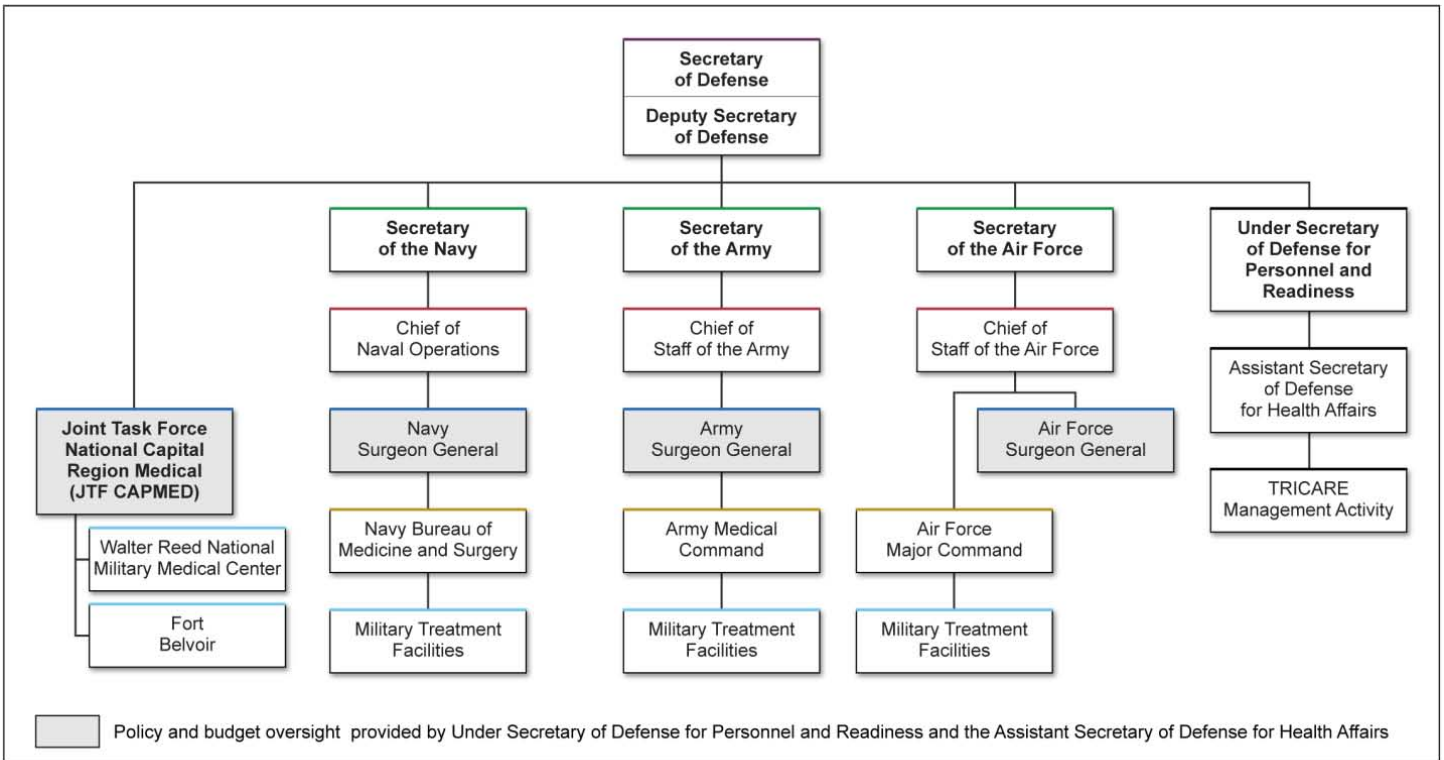 Secretary
of Defense
Deputy Secretary
of Defense
Secretary
of the Navy
Secretary
of the Army
Secretary
of the Air Force
Under Secretary
of Defense for
Personnel and
Readiness
Chief of
Naval Operations
Chief of
Staff of the Army
Chief of
Staff of the Air Force
Assistant Secretary
of Defense
for Health Affairs
Joint Task Force
National Capital
Region Medical
(JTF CAPMED)
Navy
Surgeon General
Army
Surgeon General
Air Force
Surgeon General
TRICARE
Management Activity
Walter Reed National
Military Medical Center
Navy Bureau of
Medicine and Surgery
Army Medical
Command
Air Force
Major Command
Fort
Belvoir
Military Treatment
Facilities
Military Treatment
Facilities
Military Treatment
Facilities
Policy and budget oversight provided by Under Secretary of Defense for Personnel and Readiness and the Assistant Secretary of Defense for Health Affairs